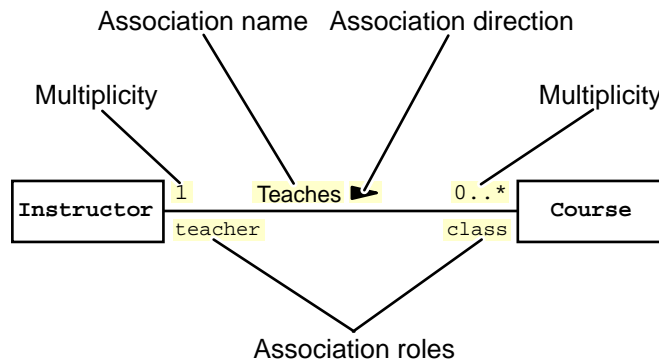 Association name Association direction
Multiplicity Multiplicity
1 Teaches 0..*
Instructor Course
teacher class
Association roles